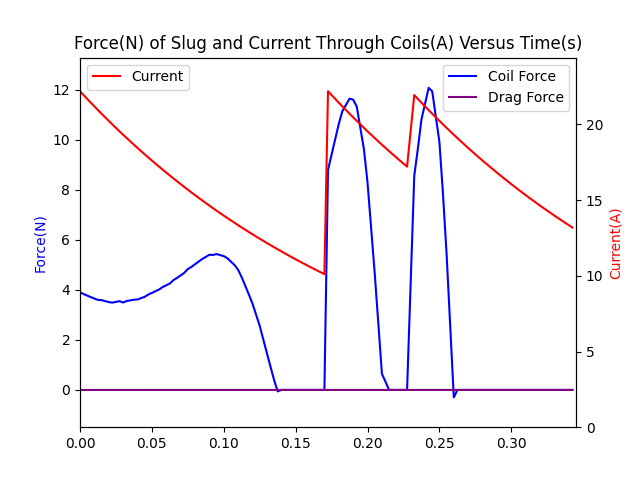 Force(N) of Slug and Current Through Coils(A) Versus Time(s)
Current
Coil Force
Drag Force
Force(N)
12
10
8
6
4
2
0
20
15
10
5
0
Current(A)
0.00 0.05 0.10 0.15 0.20 0.25 0.30